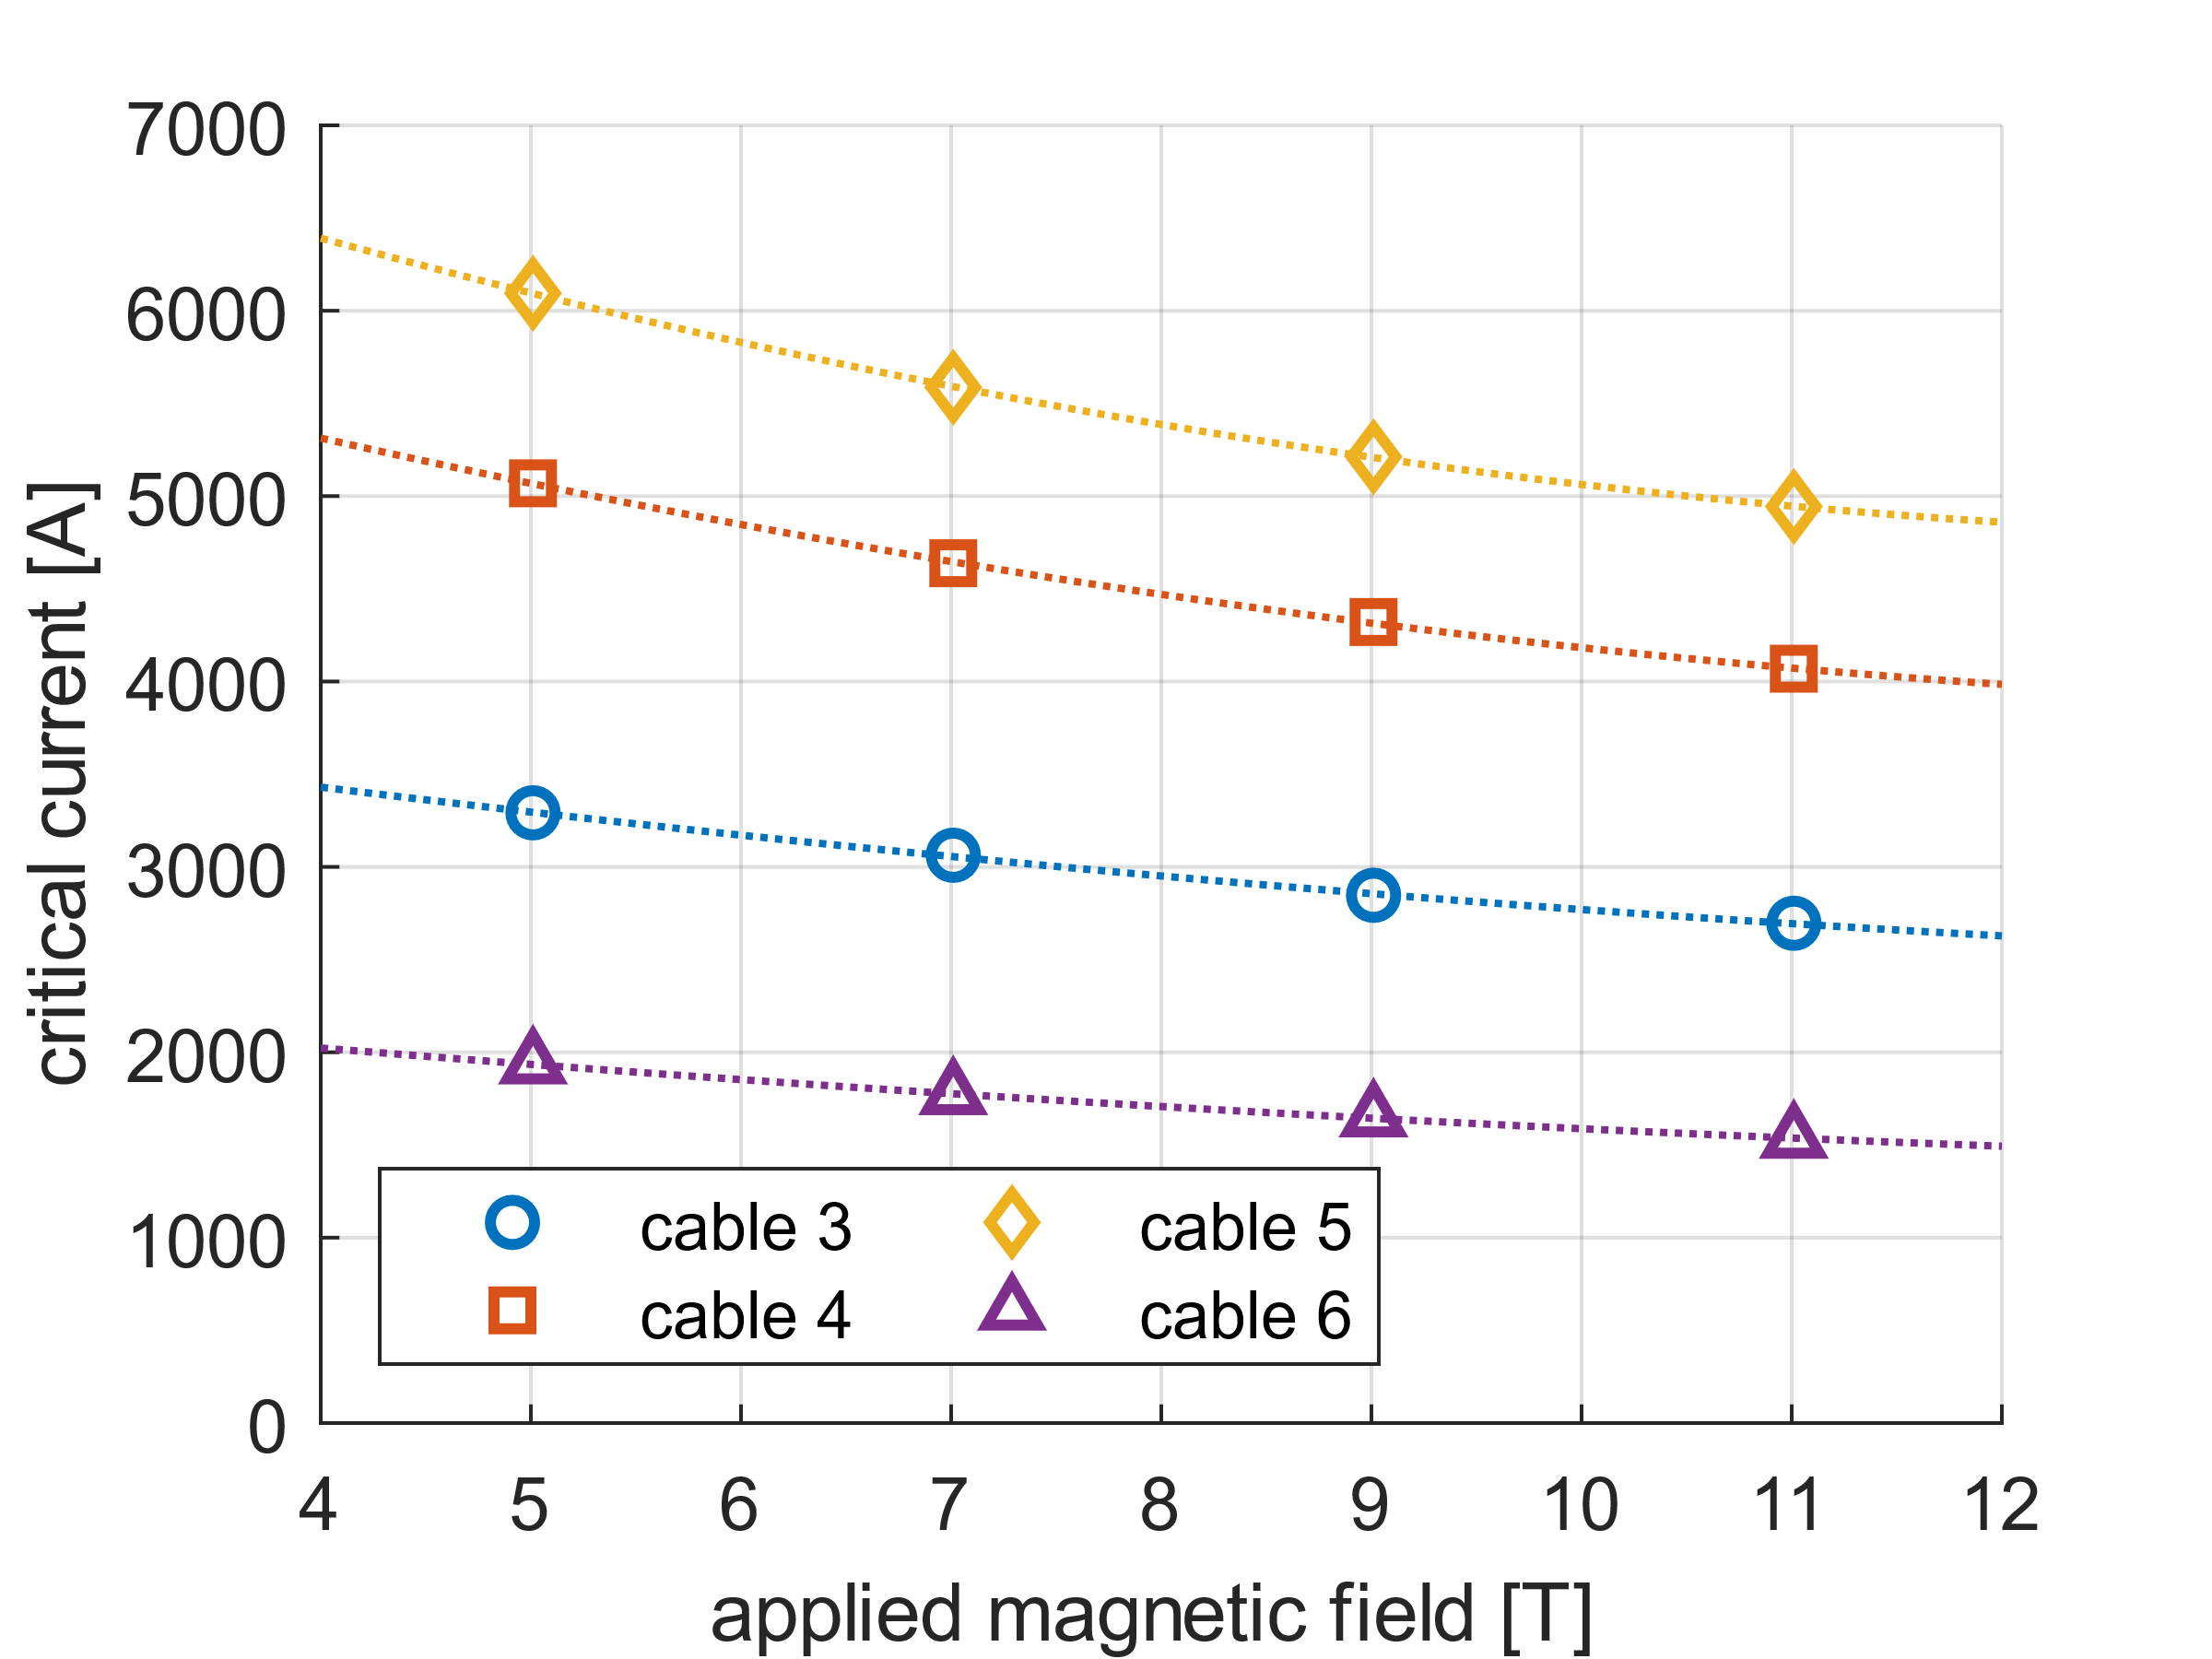 7000
6000
5000
4000
3000
2000
1000
0
critical current [A]
cable 3
cable 5
cable 4
cable 6
4 5 6 7 8 9 10 11 12
applied magnetic field [T]